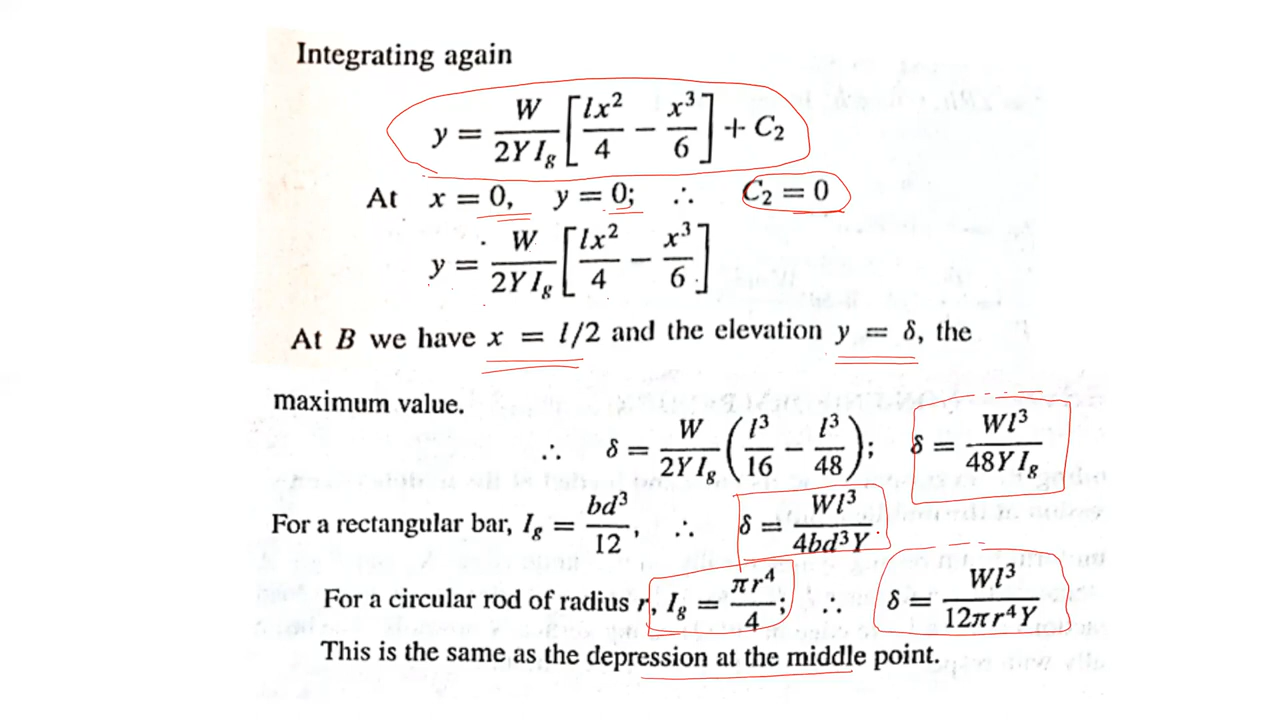 Integrating again
y = W/2YI_g [lx²/4 − x³/6] + C₂
At x = 0, y = 0; ∴ C₂ = 0
y = W/2YI_g [lx²/4 − x³/6]
At B we have x = l/2 and the elevation y = δ, the
maximum value.
∴ δ = W/2YI_g (l³/16 − l³/48); δ = Wl³/48YI_g
For a rectangular bar, I_g = bd³/12, ∴ δ = Wl³/4bd³Y
For a circular rod of radius r, I_g = πr⁴/4; ∴ δ = Wl³/12πr⁴Y
This is the same as the depression at the middle point.